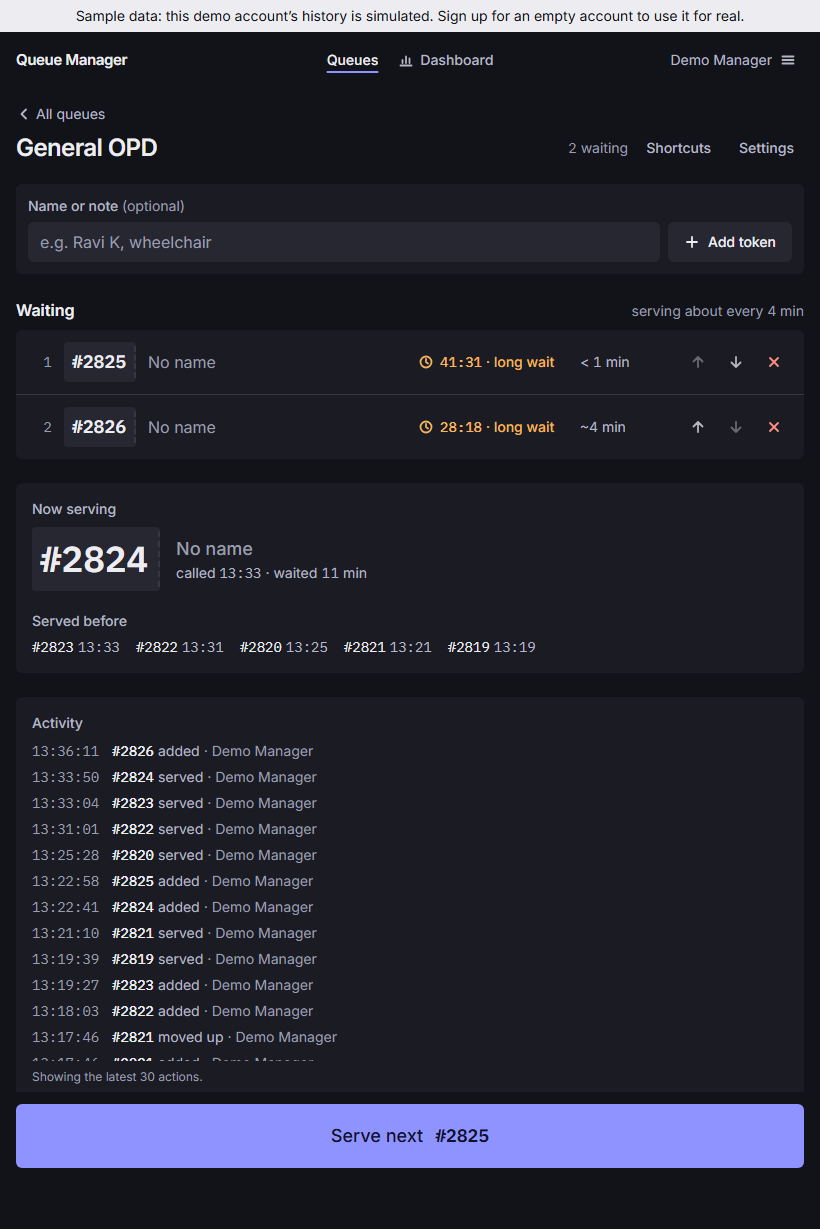 Sample data: this demo account’s history is simulated. Sign up for an empty account to use it for real.
Queue Manager Queues Dashboard Demo Manager
All queues
General OPD 2 waiting Shortcuts Settings
Name or note (optional)
e.g. Ravi K, wheelchair + Add token
Waiting serving about every 4 min
1 #2825 No name 41:31 · long wait < 1 min
2 #2826 No name 28:18 · long wait ~4 min
Now serving
#2824 No name
called 13:33 · waited 11 min
Served before
#2823 13:33 #2822 13:31 #2820 13:25 #2821 13:21 #2819 13:19
Activity
13:36:11 #2826 added · Demo Manager
13:33:50 #2824 served · Demo Manager
13:33:04 #2823 served · Demo Manager
13:31:01 #2822 served · Demo Manager
13:25:28 #2820 served · Demo Manager
13:22:58 #2825 added · Demo Manager
13:22:41 #2824 added · Demo Manager
13:21:10 #2821 served · Demo Manager
13:19:39 #2819 served · Demo Manager
13:19:27 #2823 added · Demo Manager
13:18:03 #2822 added · Demo Manager
13:17:46 #2821 moved up · Demo Manager
Showing the latest 30 actions.
Serve next #2825